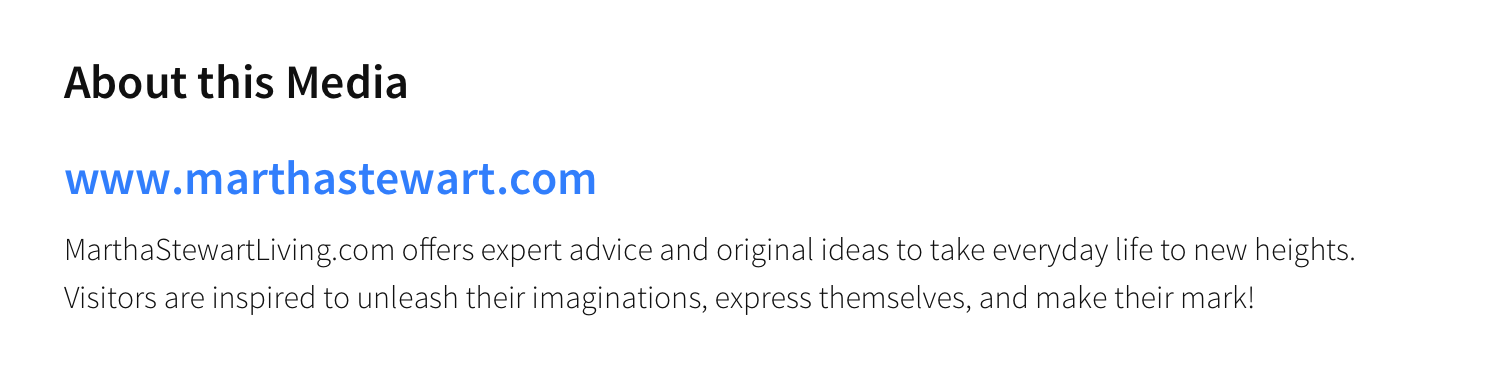 About this Media
www.marthastewart.com
MarthaStewartLiving.com offers expert advice and original ideas to take everyday life to new heights.
Visitors are inspired to unleash their imaginations, express themselves, and make their mark!